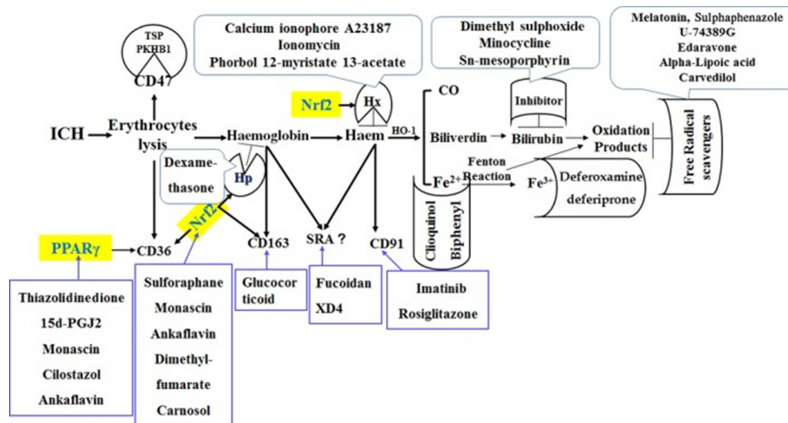 TSP
PKHB1
CD47
Calcium ionophore A23187
Ionomycin
Phorbol 12-myristate 13-acetate
Dimethyl sulphoxide
Minocycline
Sn-mesoporphyrin
Melatonin, Sulphaphenazole
U-74389G
Edaravone
Alpha-Lipoic acid
Carvedilol
Nrf2
Hx
CO
Inhibitor
ICH
Erythrocytes
lysis
Haemoglobin
Haem
HO-1
Biliverdin
Bilirubin
Oxidation
Products
Free Radical
scavengers
Dexame-
thasone
Hp
Fenton
Reaction
Fe2+
Fe3+
Deferoxamine
deferiprone
Clioquinol
Biphenyl
Nrf2
PPARγ
CD36
CD163
SRA ?
CD91
Thiazolidinedione
15d-PGJ2
Monascin
Cilostazol
Ankaflavin
Sulforaphane
Monascin
Ankaflavin
Dimethyl-
fumarate
Carnosol
Glucocor
ticoid
Fucoidan
XD4
Imatinib
Rosiglitazone